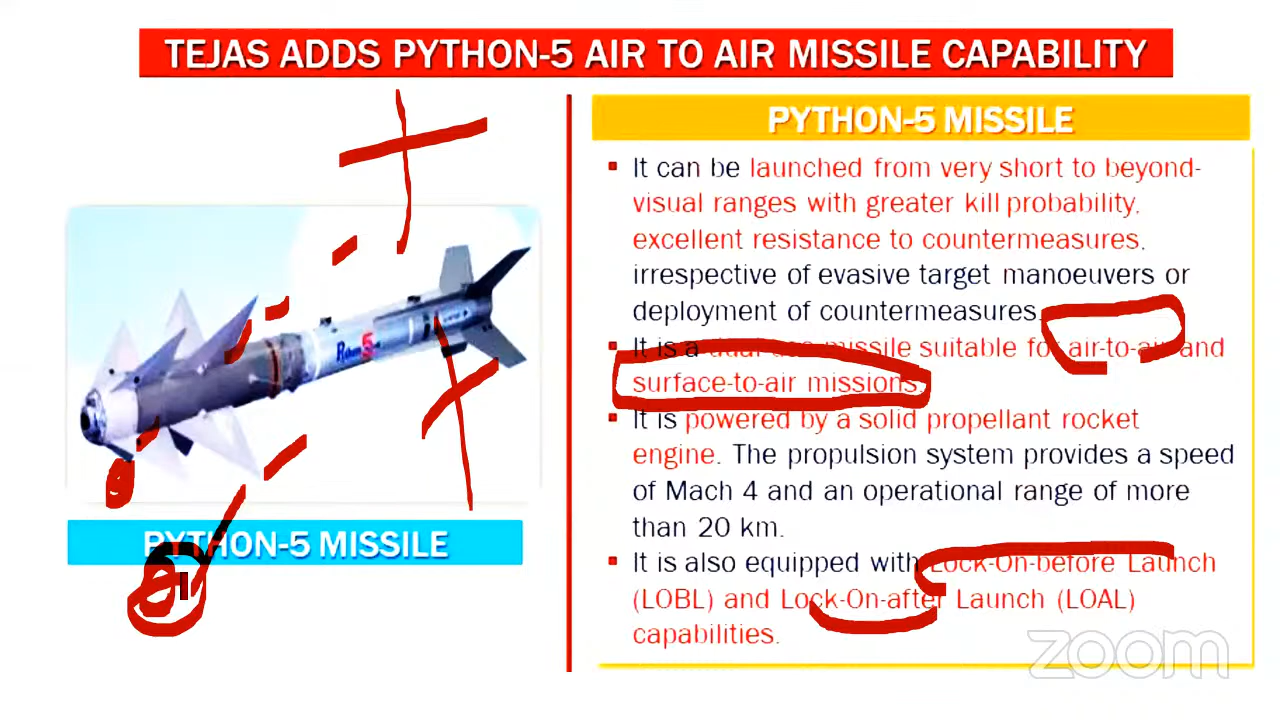 TEJAS ADDS PYTHON-5 AIR TO AIR MISSILE CAPABILITY
Python 5
PYTHON-5 MISSILE
PYTHON-5 MISSILE
It can be launched from very short to beyond-
visual ranges with greater kill probability,
excellent resistance to countermeasures,
irrespective of evasive target manoeuvers or
deployment of countermeasures.
It is a dual use missile suitable for air-to-air and
surface-to-air missions.
It is powered by a solid propellant rocket
engine. The propulsion system provides a speed
of Mach 4 and an operational range of more
than 20 km.
It is also equipped with Lock-On-before Launch
(LOBL) and Lock-On-after Launch (LOAL)
capabilities.
zoom